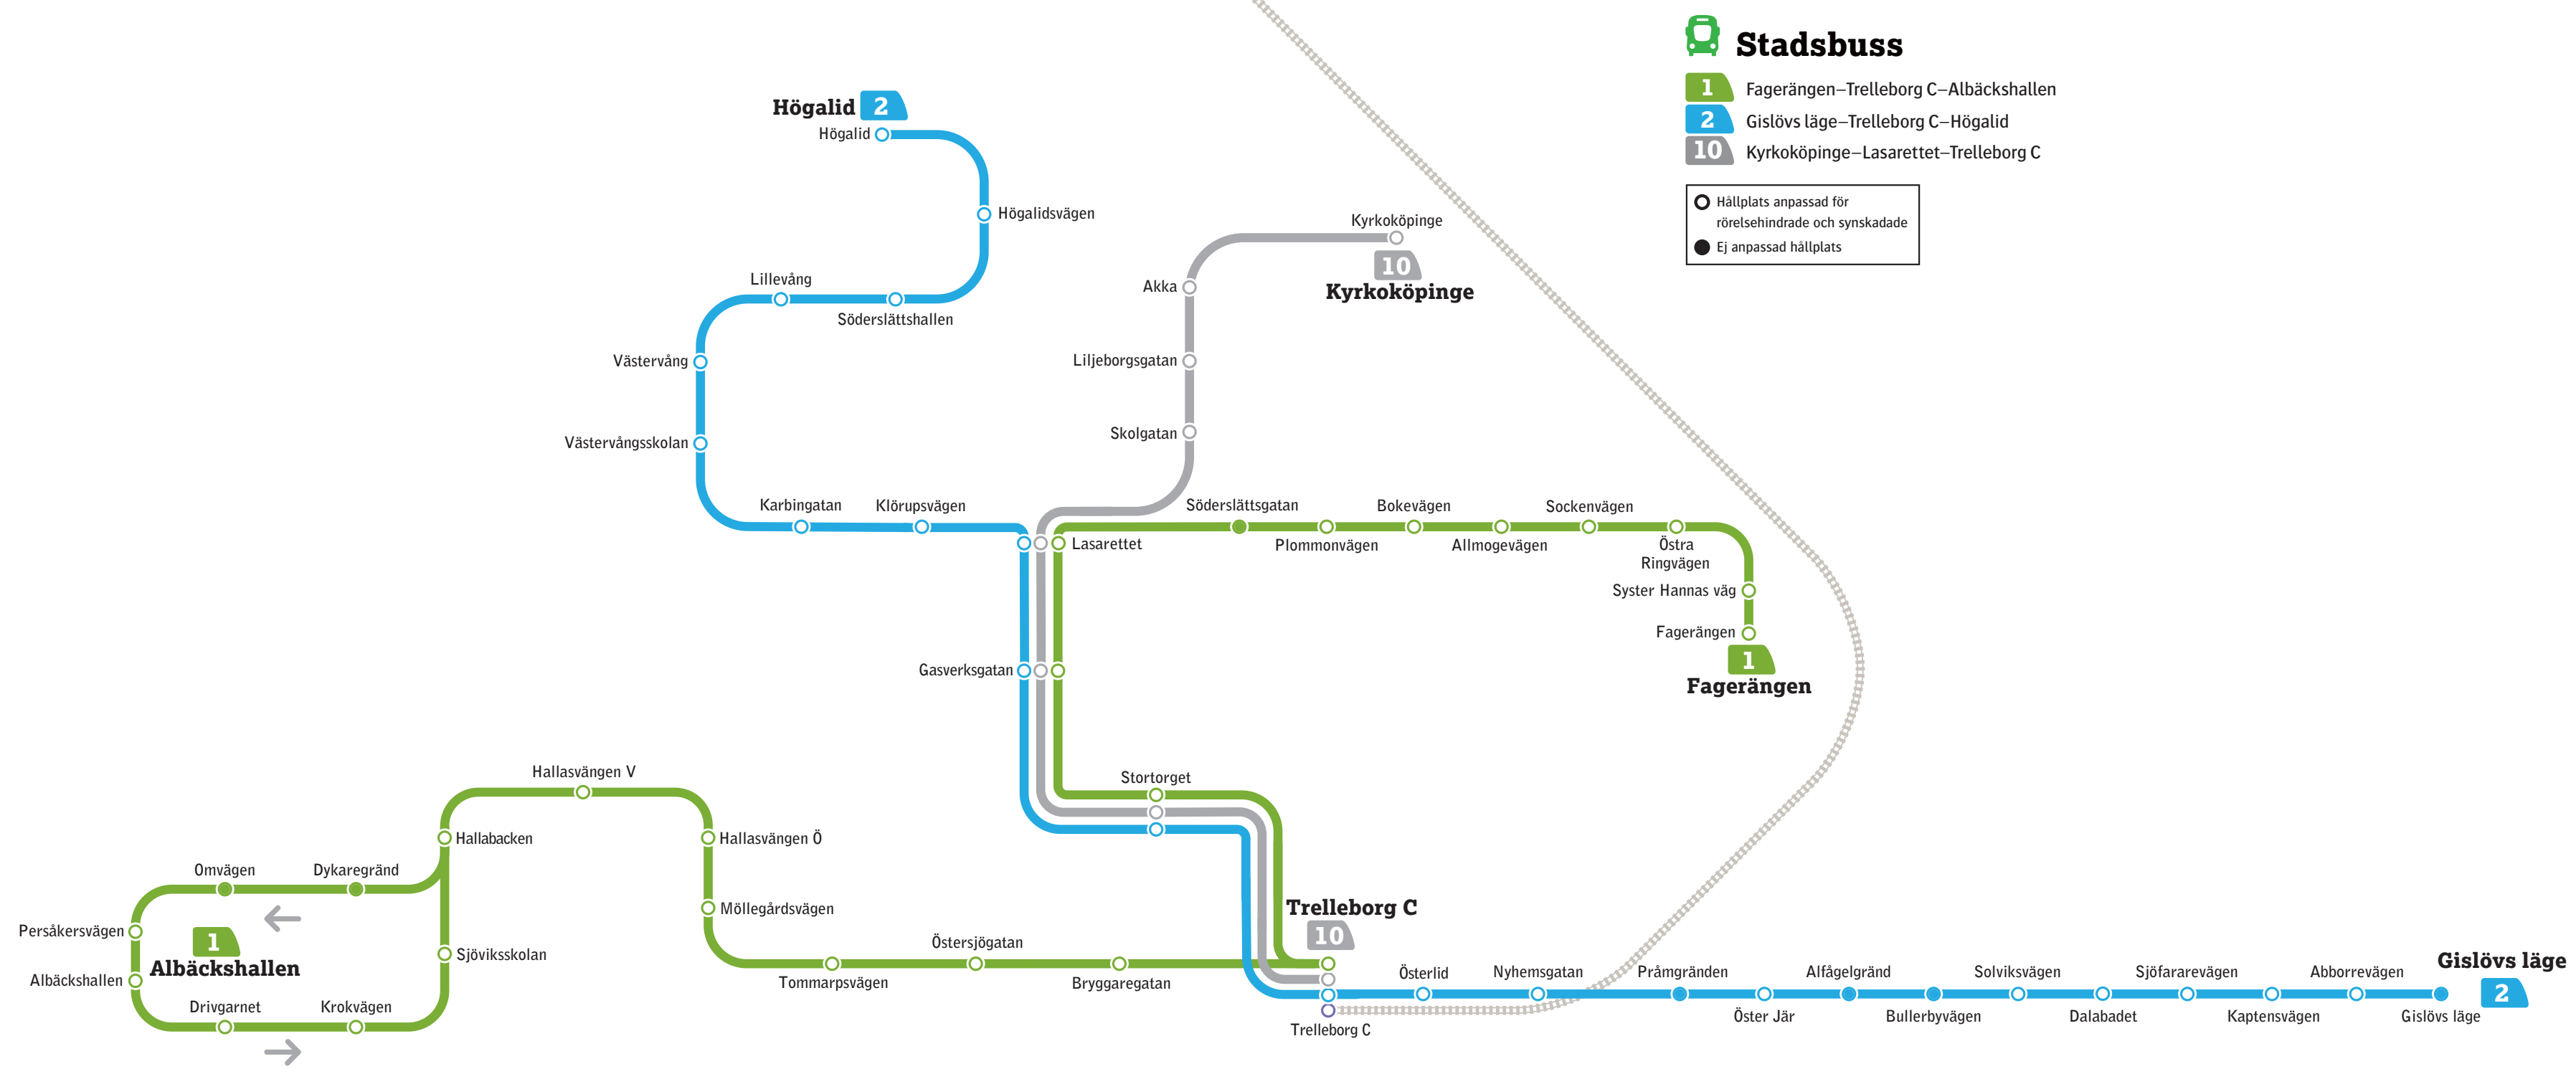 Stadsbuss
1 Fagerängen–Trelleborg C–Albäckshallen
2 Gislövs läge–Trelleborg C–Högalid
10 Kyrkoköpinge–Lasarettet–Trelleborg C
Hållplats anpassad för
rörelsehindrade och synskadade
Ej anpassad hållplats
Högalid 2
Högalid
Högalidsvägen
Lillevång
Söderslättshallen
Västervång
Västervångsskolan
Karbingatan
Klörupsvägen
Kyrkoköpinge
10
Kyrkoköpinge
Akka
Liljeborgsgatan
Skolgatan
Lasarettet
Söderslättsgatan
Plommonvägen
Bokevägen
Allmogevägen
Sockenvägen
Östra
Ringvägen
Syster Hannas väg
Fagerängen
1
Fagerängen
Gasverksgatan
Stortorget
Hallasvängen V
Hallabacken
Hallasvängen Ö
Omvägen
Dykaregränd
Möllegårdsvägen
Persåkersvägen
1
Albäckshallen
Albäckshallen
Sjöviksskolan
Drivgarnet
Krokvägen
Tommarpsvägen
Östersjögatan
Bryggaregatan
Trelleborg C
10
Trelleborg C
Österlid
Nyhemsgatan
Pråmgränden
Öster Jär
Alfågelgränd
Bullerbyvägen
Solviksvägen
Dalabadet
Sjöfararevägen
Kaptensvägen
Abborrevägen
Gislövs läge
Gislövs läge
2